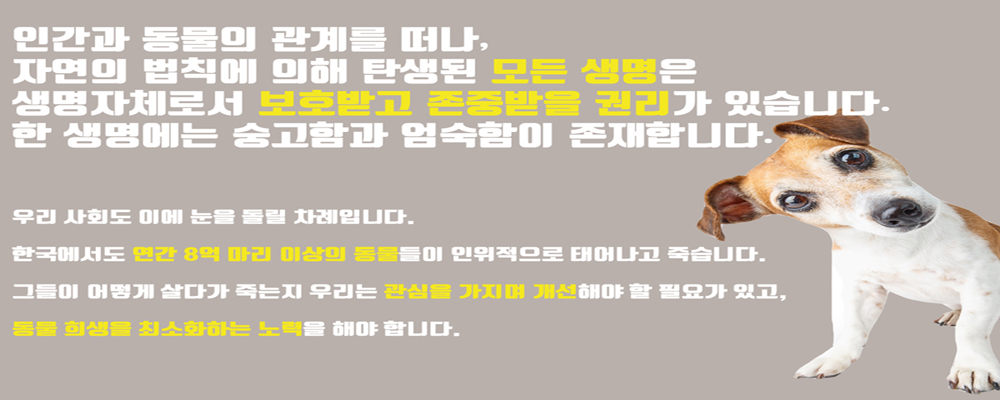 인간과 동물의 관계를 떠나,
자연의 법칙에 의해 탄생된 모든 생명은
생명자체로서 보호받고 존중받을 권리가 있습니다.
한 생명에는 숭고함과 엄숙함이 존재합니다.
우리 사회도 이에 눈을 돌릴 차례입니다.
한국에서도 연간 8억 마리 이상의 동물들이 인위적으로 태어나고 죽습니다.
그들이 어떻게 살다가 죽는지 우리는 관심을 가지며 개선해야 할 필요가 있고,
동물 희생을 최소화하는 노력을 해야 합니다.